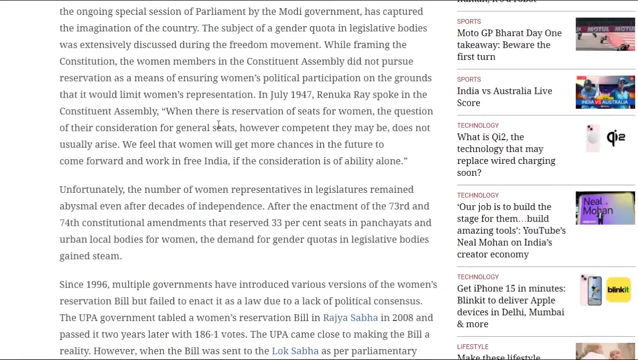 the ongoing special session of Parliament by the Modi government, has captured
the imagination of the country. The subject of a gender quota in legislative bodies
was extensively discussed during the freedom movement. While framing the
Constitution, the women members in the Constituent Assembly did not pursue
reservation as a means of ensuring women’s political participation on the grounds
that it would limit women’s representation. In July 1947, Renuka Ray spoke in the
Constituent Assembly, “When there is reservation of seats for women, the question
of their consideration for general seats, however competent they may be, does not
usually arise. We feel that women will get more chances in the future to
come forward and work in free India, if the consideration is of ability alone.”
Unfortunately, the number of women representatives in legislatures remained
abysmal even after decades of independence. After the enactment of the 73rd and
74th constitutional amendments that reserved 33 per cent seats in panchayats and
urban local bodies for women, the demand for gender quotas in legislative bodies
gained steam.
Since 1996, multiple governments have introduced various versions of the women’s
reservation Bill but failed to enact it as a law due to a lack of political consensus.
The UPA government tabled a women’s reservation Bill in Rajya Sabha in 2008 and
passed it two years later with 186-1 votes. The UPA came close to making the Bill a
reality. However, when the Bill was sent to the Lok Sabha as per parliamentary
SPORTS
Moto GP Bharat Day One
takeaway: Beware the
first turn
SPORTS
India vs Australia Live
Score
INDIA VS AUSTRALIA
TECHNOLOGY
What is Qi2, the
technology that may
replace wired charging
soon?
TECHNOLOGY
‘Our job is to build the
stage for them…build
amazing tools’: YouTube’s
Neal Mohan on India’s
creator economy
Neal
Mohan
TECHNOLOGY
Get iPhone 15 in minutes:
Blinkit to deliver Apple
devices in Delhi, Mumbai
& more
blinkit
LIFESTYLE
Make these lifestyle